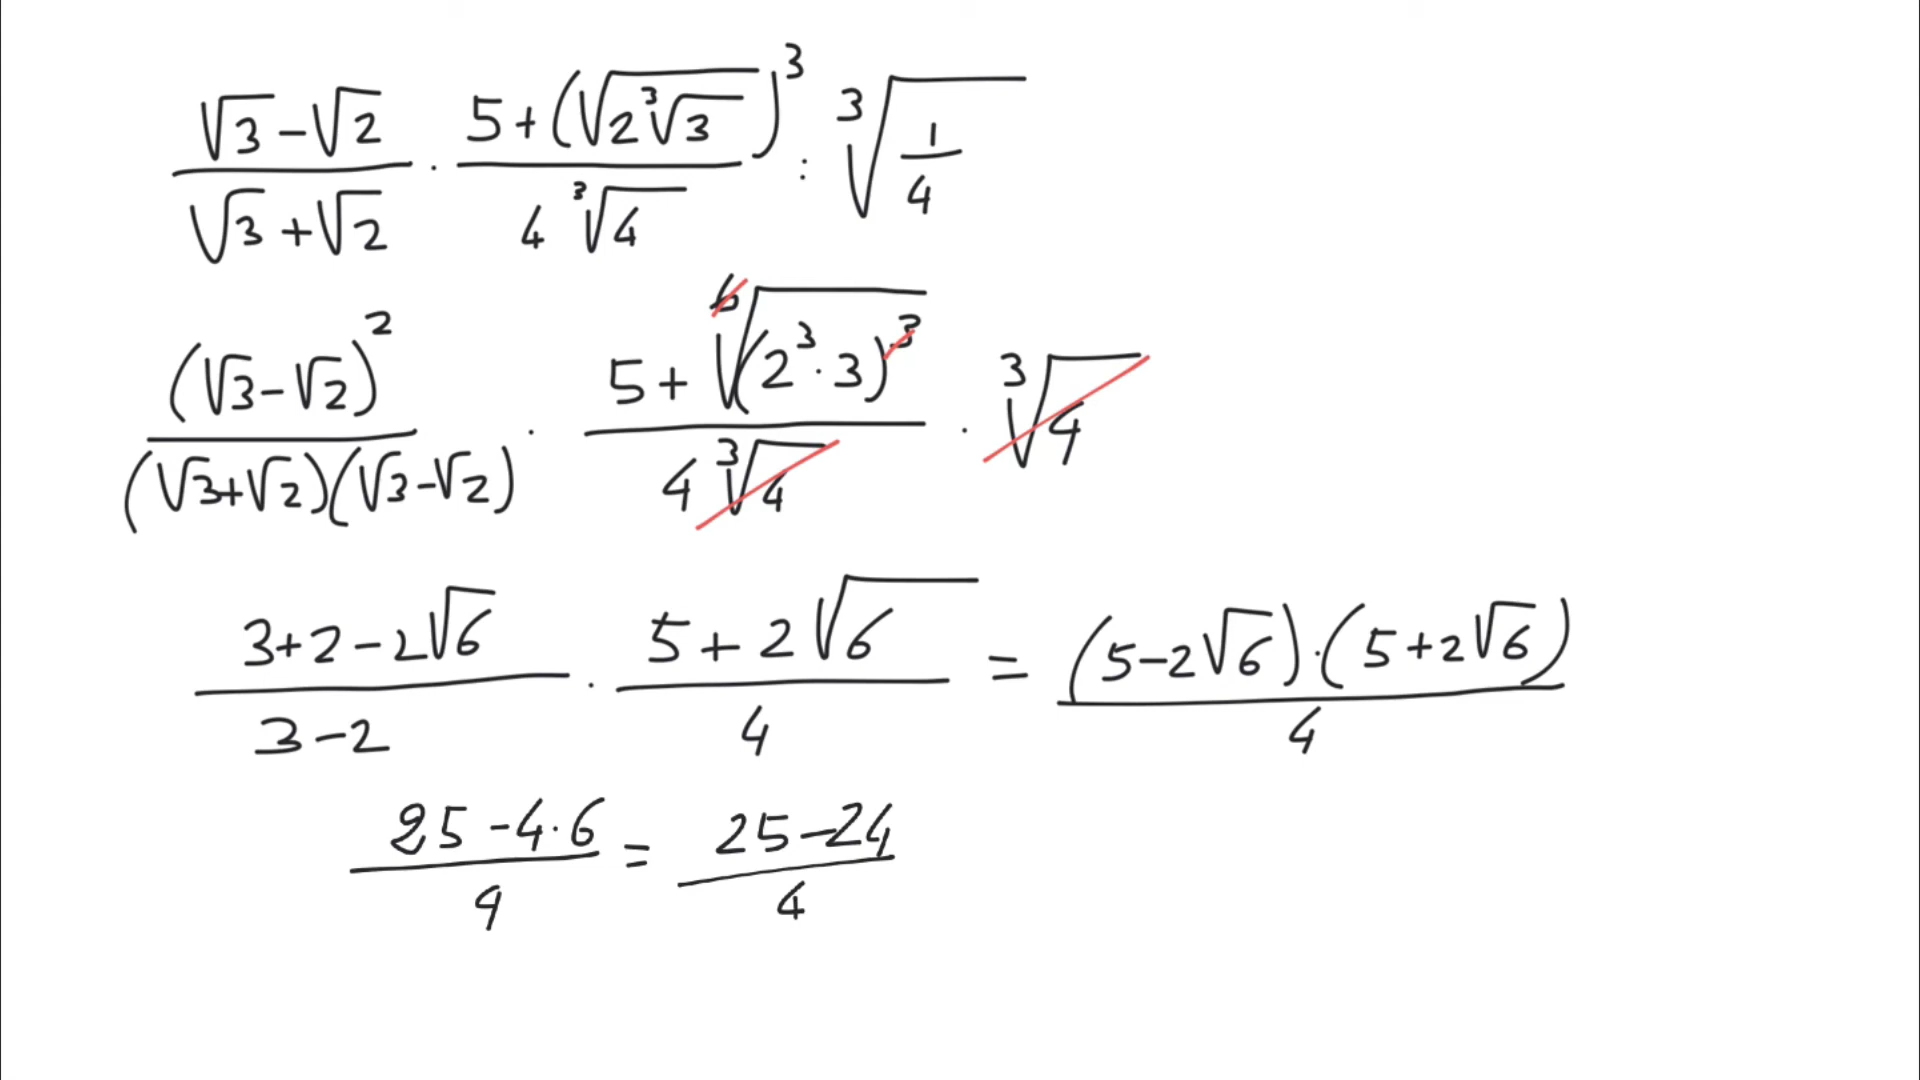 (√3 − √2)/(√3 + √2) · (5 + (√(2∛3))³)/(4∛4) : ∛(1/4)
(√3 − √2)²/((√3 + √2)(√3 − √2)) · (5 + ⁶√((2³ · 3)³))/(4∛4) · ∛4
(3 + 2 − 2√6)/(3 − 2) · (5 + 2√6)/4 = ((5 − 2√6) · (5 + 2√6))/4
(25 − 4 · 6)/4 = (25 − 24)/4